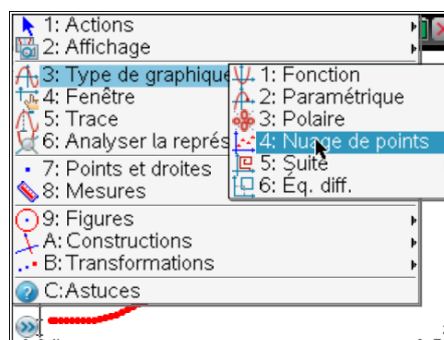 1: Actions
2: Affichage
3: Type de graphique
4: Fenêtre
5: Trace
6: Analyser la représ
7: Points et droites
8: Mesures
9: Figures
A: Constructions
B: Transformations
C:Astuces
1: Fonction
2: Paramétrique
3: Polaire
4: Nuage de points
5: Suite
6: Éq. diff.